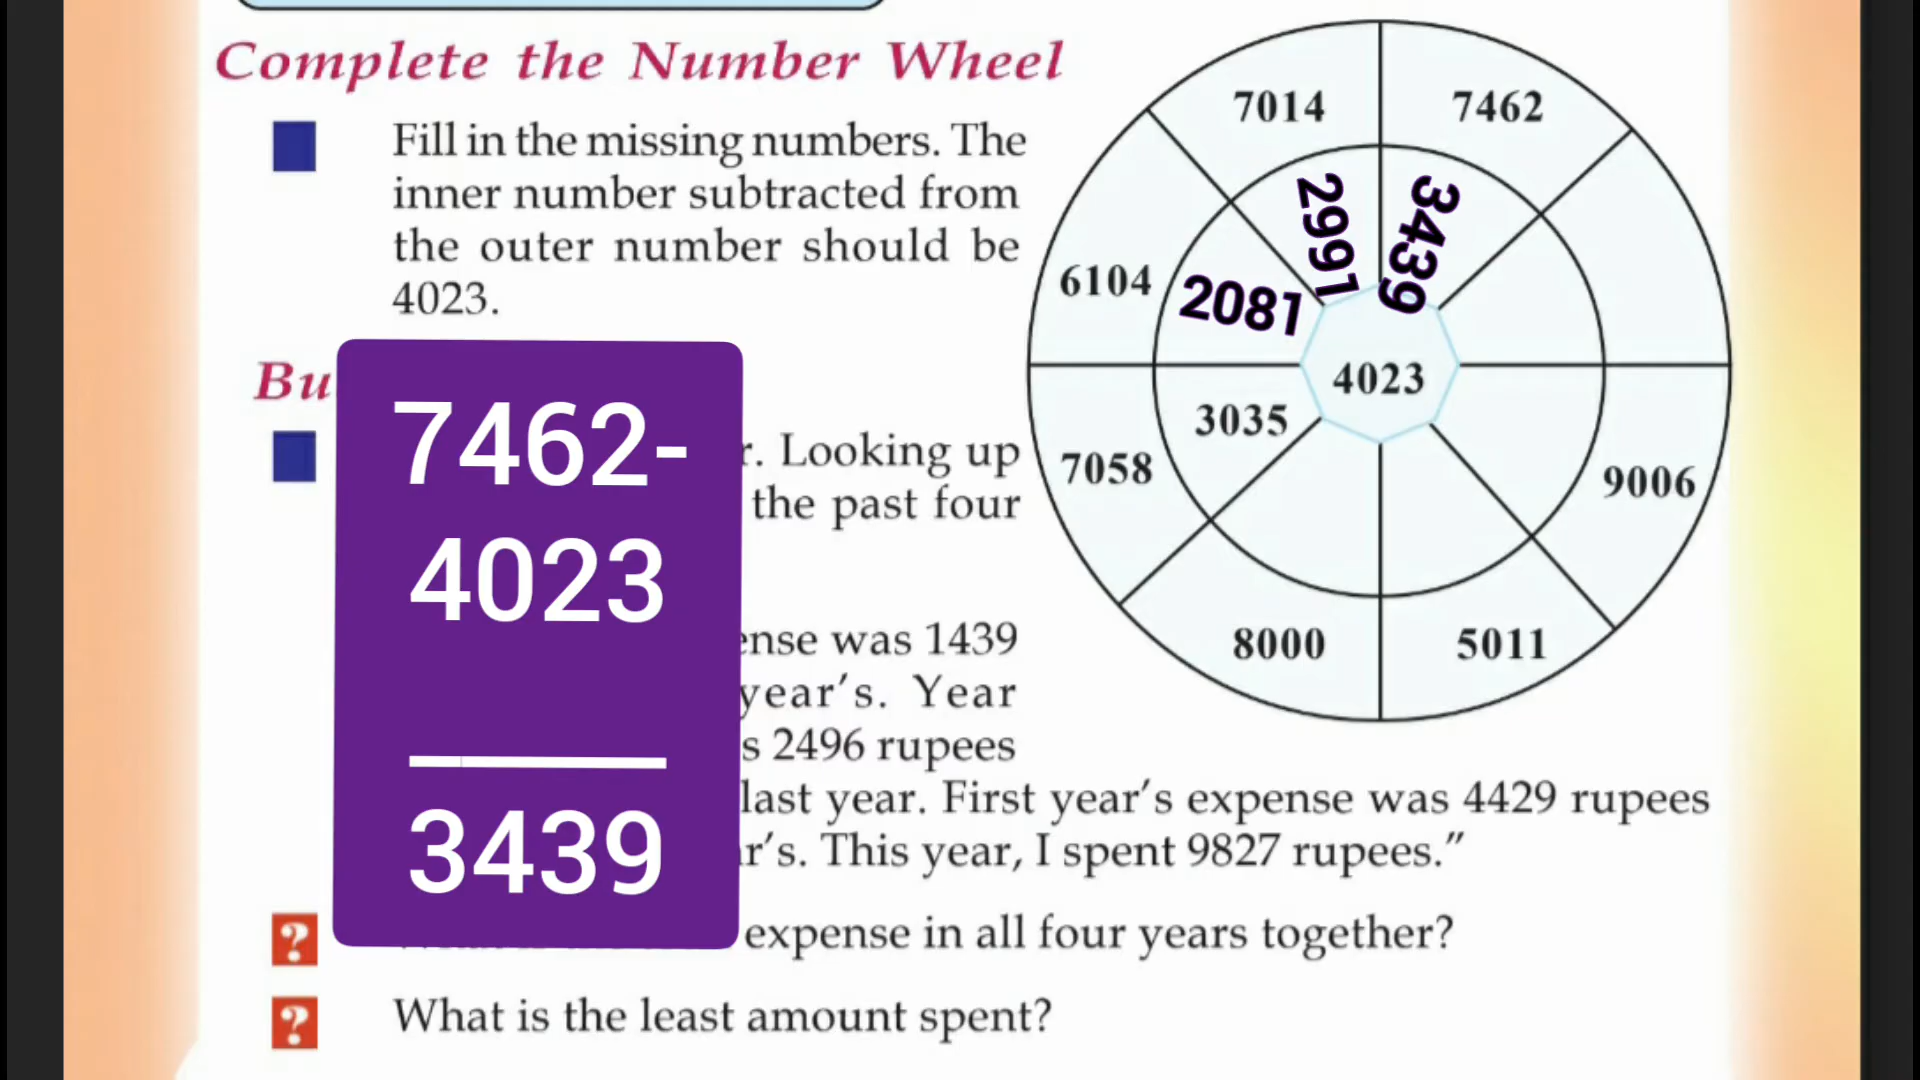 Complete the Number Wheel
Fill in the missing numbers. The
inner number subtracted from
the outer number should be
4023.
7014
7462
2991
3439
6104
2081
4023
3035
7058
9006
8000
5011
Bu
r. Looking up
the past four
ense was 1439
year's. Year
s 2496 rupees
last year. First year's expense was 4429 rupees
r's. This year, I spent 9827 rupees.”
expense in all four years together?
What is the least amount spent?
7462-
4023
3439
?
?